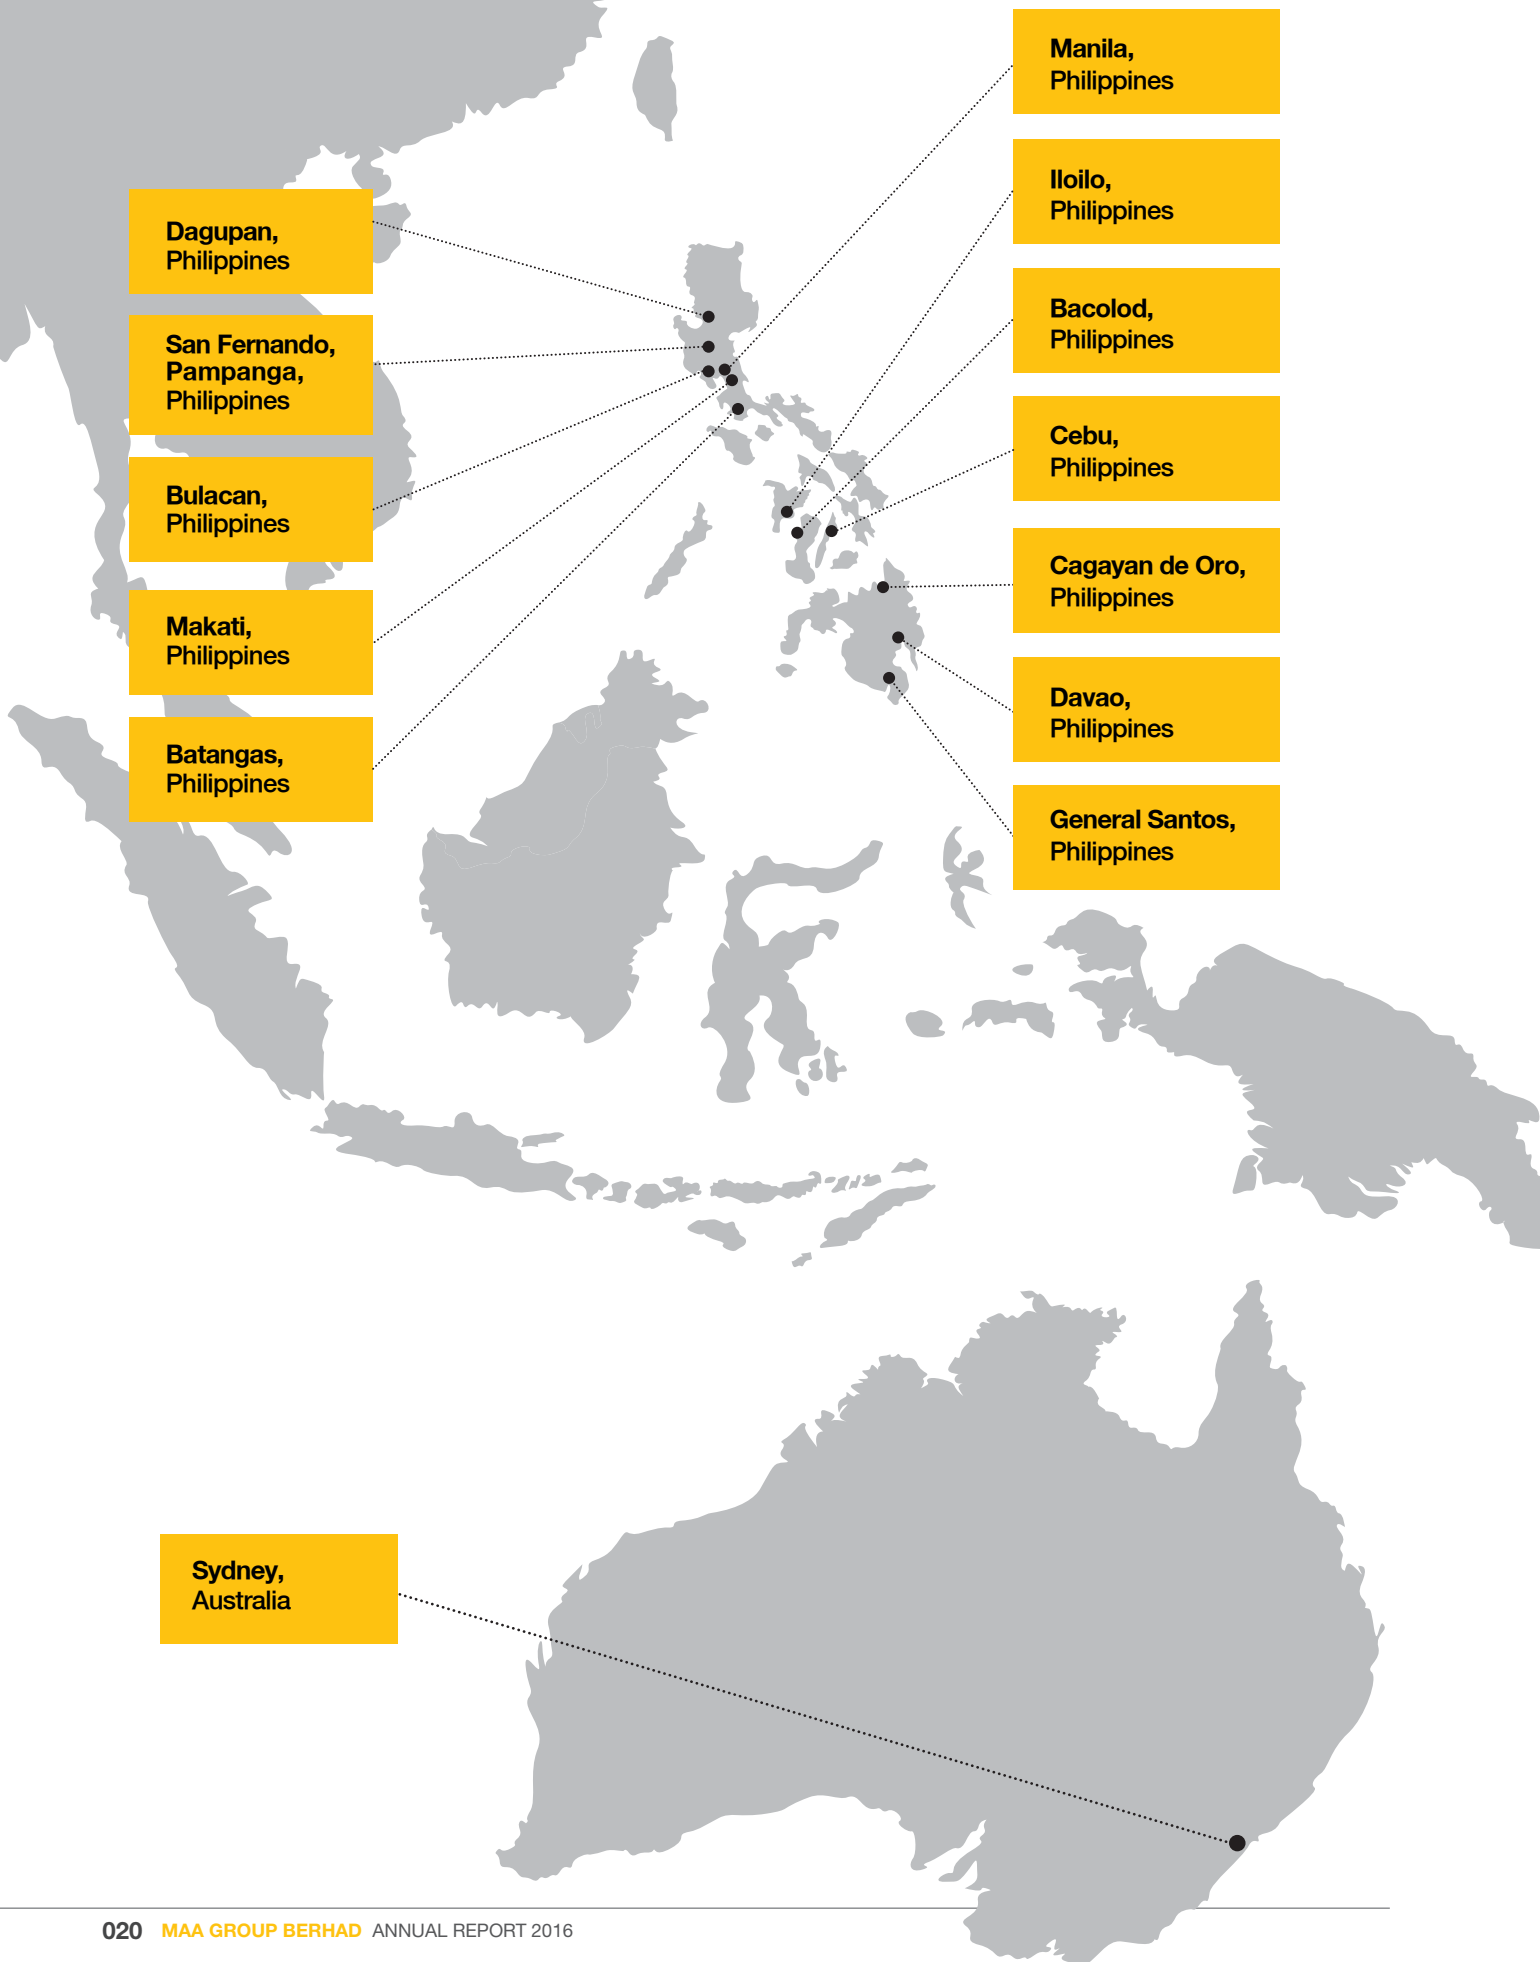 Dagupan,
Philippines
San Fernando,
Pampanga,
Philippines
Bulacan,
Philippines
Makati,
Philippines
Batangas,
Philippines
Manila,
Philippines
Iloilo,
Philippines
Bacolod,
Philippines
Cebu,
Philippines
Cagayan de Oro,
Philippines
Davao,
Philippines
General Santos,
Philippines
Sydney,
Australia
020 MAA GROUP BERHAD ANNUAL REPORT 2016